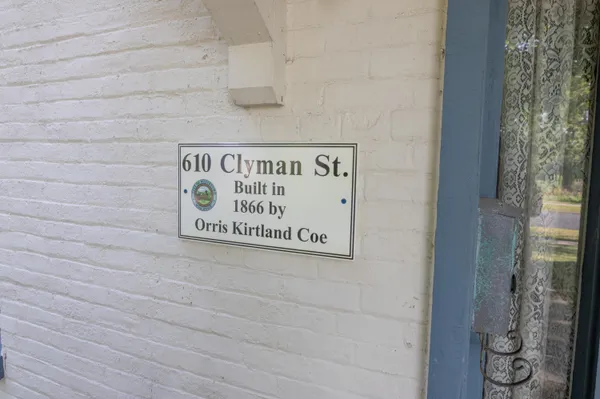 610 Clyman St.
Built in
1866 by
Orris Kirtland Coe